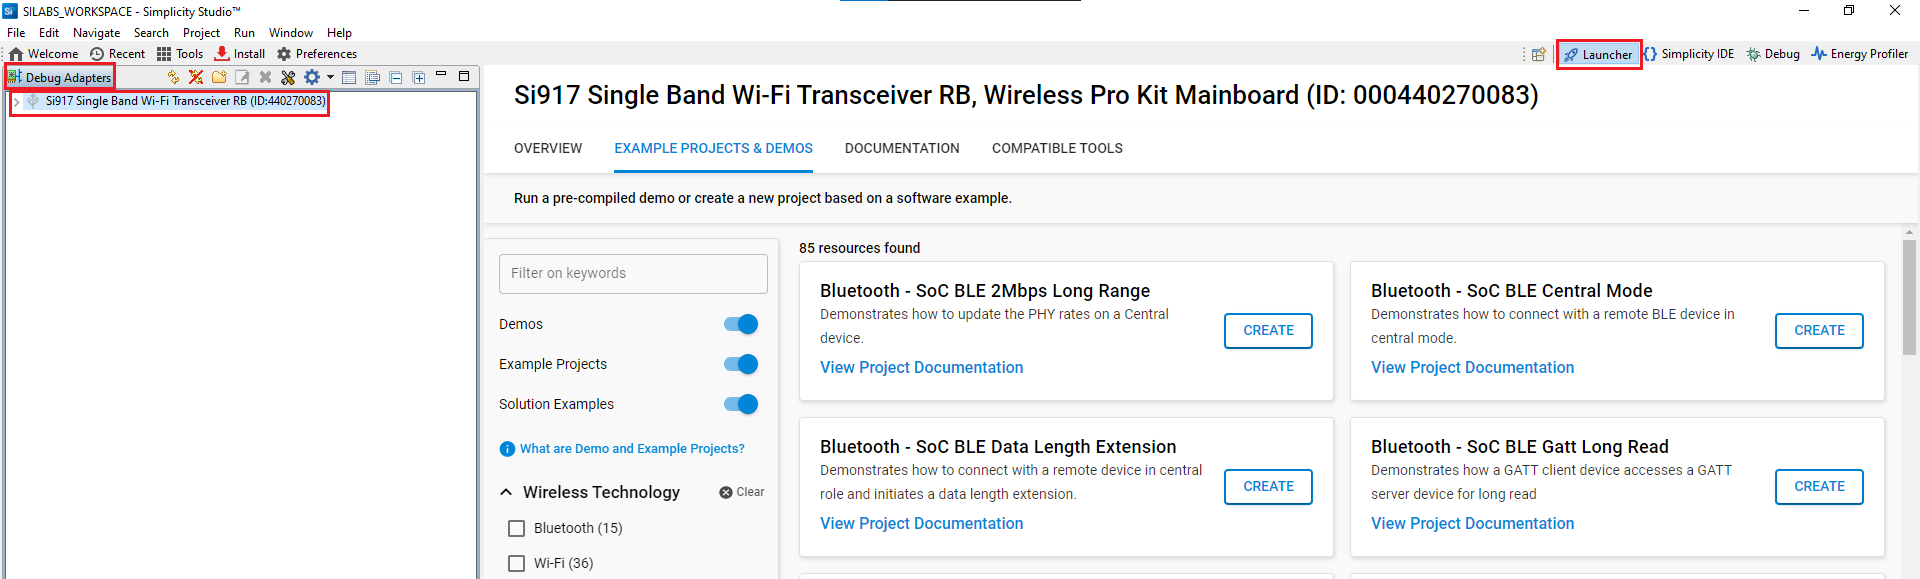 SILABS_WORKSPACE - Simplicity Studio™
File Edit Navigate Search Project Run Window Help
Welcome Recent Tools Install Preferences
Launcher Simplicity IDE Debug Energy Profiler
Debug Adapters
Si917 Single Band Wi-Fi Transceiver RB (ID:440270083)
Si917 Single Band Wi-Fi Transceiver RB, Wireless Pro Kit Mainboard (ID: 000440270083)
OVERVIEW EXAMPLE PROJECTS & DEMOS DOCUMENTATION COMPATIBLE TOOLS
Run a pre-compiled demo or create a new project based on a software example.
Filter on keywords
Demos
Example Projects
Solution Examples
What are Demo and Example Projects?
Wireless Technology Clear
Bluetooth (15)
Wi-Fi (36)
85 resources found
Bluetooth - SoC BLE 2Mbps Long Range
Demonstrates how to update the PHY rates on a Central
device.
CREATE
View Project Documentation
Bluetooth - SoC BLE Central Mode
Demonstrates how to connect with a remote BLE device in
central mode.
CREATE
View Project Documentation
Bluetooth - SoC BLE Data Length Extension
Demonstrates how to connect with a remote device in central
role and initiates a data length extension.
CREATE
View Project Documentation
Bluetooth - SoC BLE Gatt Long Read
Demonstrates how a GATT client device accesses a GATT
server device for long read
CREATE
View Project Documentation